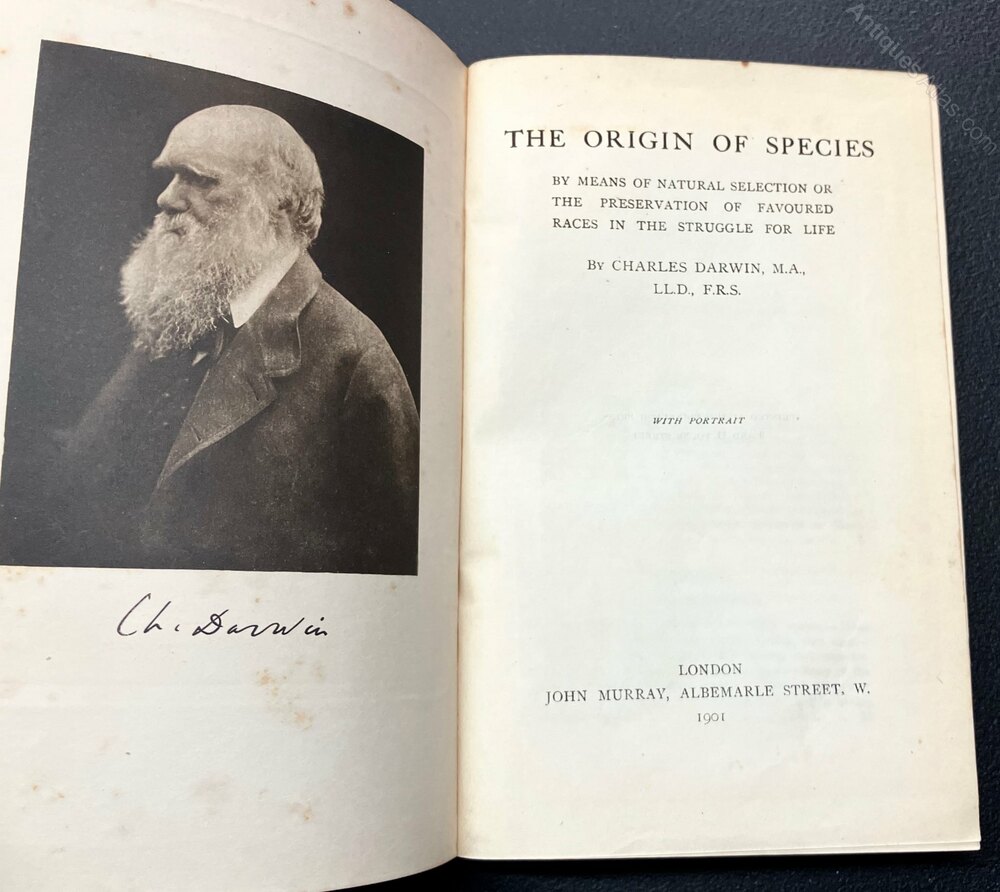 Ch. Darwin
THE ORIGIN OF SPECIES
BY MEANS OF NATURAL SELECTION OR
THE PRESERVATION OF FAVOURED
RACES IN THE STRUGGLE FOR LIFE
By CHARLES DARWIN, M.A.,
LL.D., F.R.S.
WITH PORTRAIT
LONDON
JOHN MURRAY, ALBEMARLE STREET, W.
1901